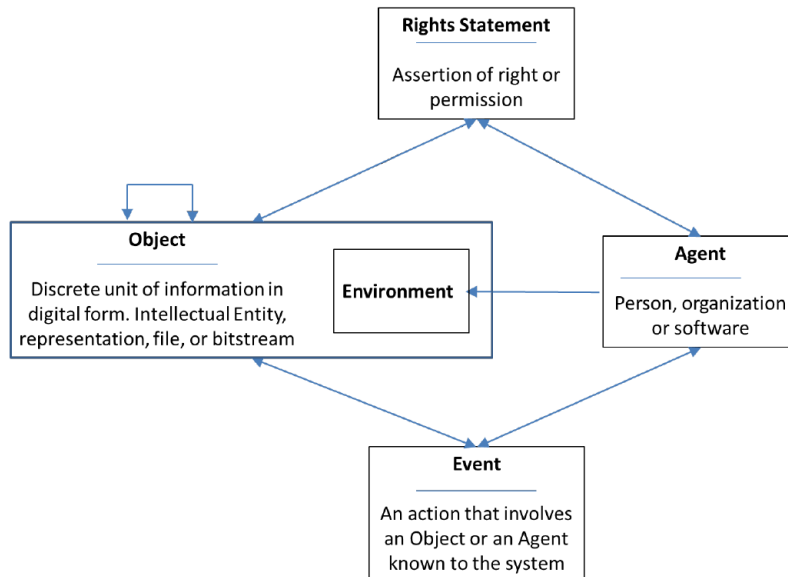 Rights Statement
Assertion of right or
permission
Object
Discrete unit of information in
digital form. Intellectual Entity,
representation, file, or bitstream
Environment
Agent
Person, organization
or software
Event
An action that involves
an Object or an Agent
known to the system